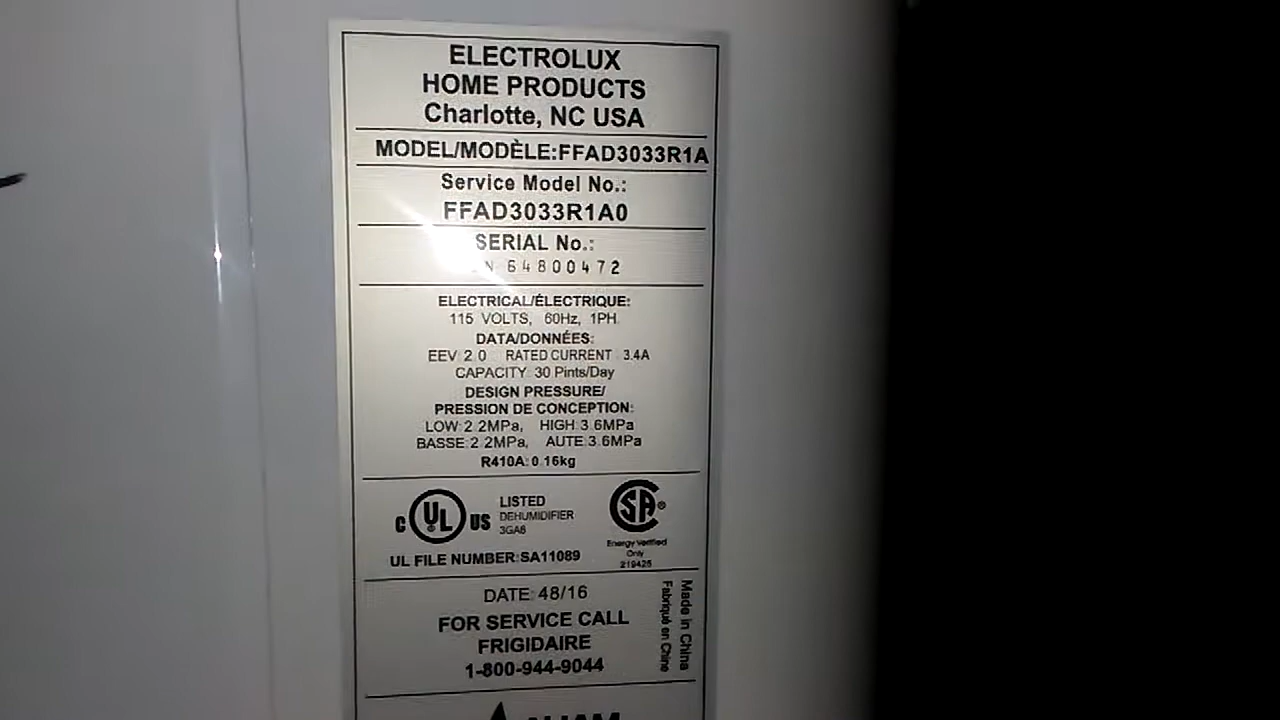 ELECTROLUX
HOME PRODUCTS
Charlotte, NC USA
MODEL/MODÈLE:FFAD3033R1A
Service Model No.:
FFAD3033R1A0
SERIAL No.:
N 64800472
ELECTRICAL/ÉLECTRIQUE:
115 VOLTS, 60Hz, 1PH
DATA/DONNÉES:
EEV: 2.0 RATED CURRENT : 3.4A
CAPACITY: 30 Pints/Day
DESIGN PRESSURE/
PRESSION DE CONCEPTION:
LOW:2.2MPa, HIGH:3.6MPa
BASSE:2.2MPa, AUTE:3.6MPa
R410A: 0.16kg
C UL ® US
LISTED
DEHUMIDIFIER
3GA6
SA ®
Energy Verified
Only
219425
UL FILE NUMBER:SA11089
DATE: 48/16
FOR SERVICE CALL
FRIGIDAIRE
1-800-944-9044
Made in China
Fabriqué en Chine